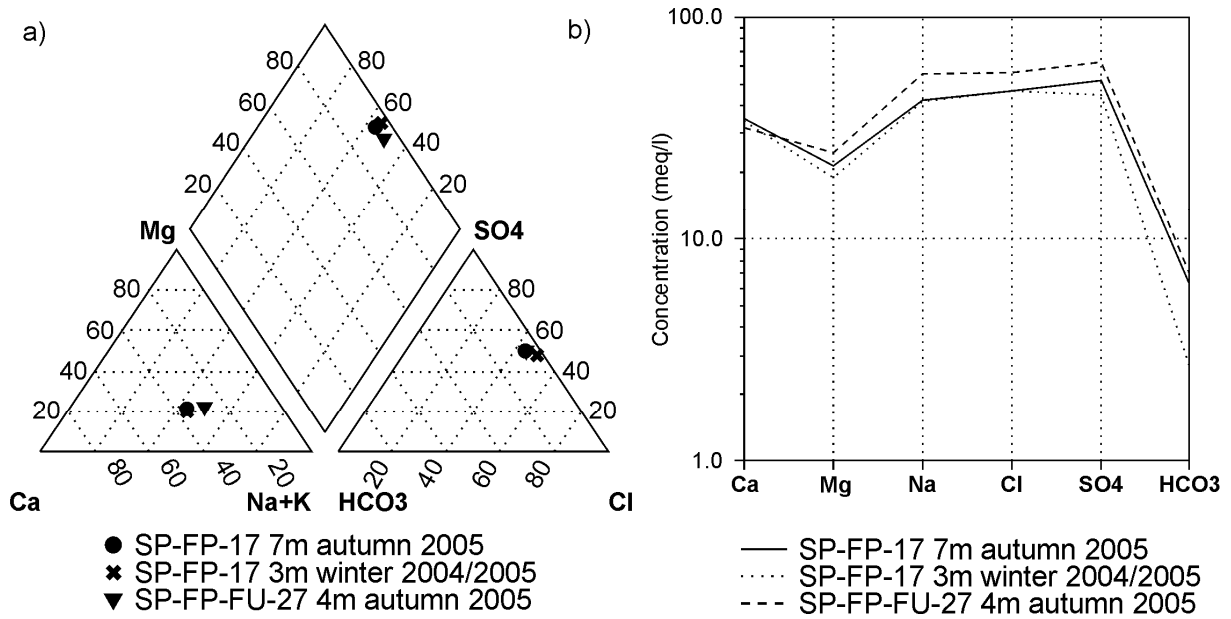 a)
80
80
60
60
40
40
20
20
Mg
SO4
80
80
60
60
40
40
20
20
80
60
40
20
20
40
60
80
Ca
Na+K
HCO3
Cl
● SP-FP-17 7m autumn 2005
✖ SP-FP-17 3m winter 2004/2005
▼ SP-FP-FU-27 4m autumn 2005
b)
100.0
10.0
1.0
Concentration (meq/l)
Ca Mg Na Cl SO4 HCO3
SP-FP-17 7m autumn 2005
SP-FP-17 3m winter 2004/2005
SP-FP-FU-27 4m autumn 2005